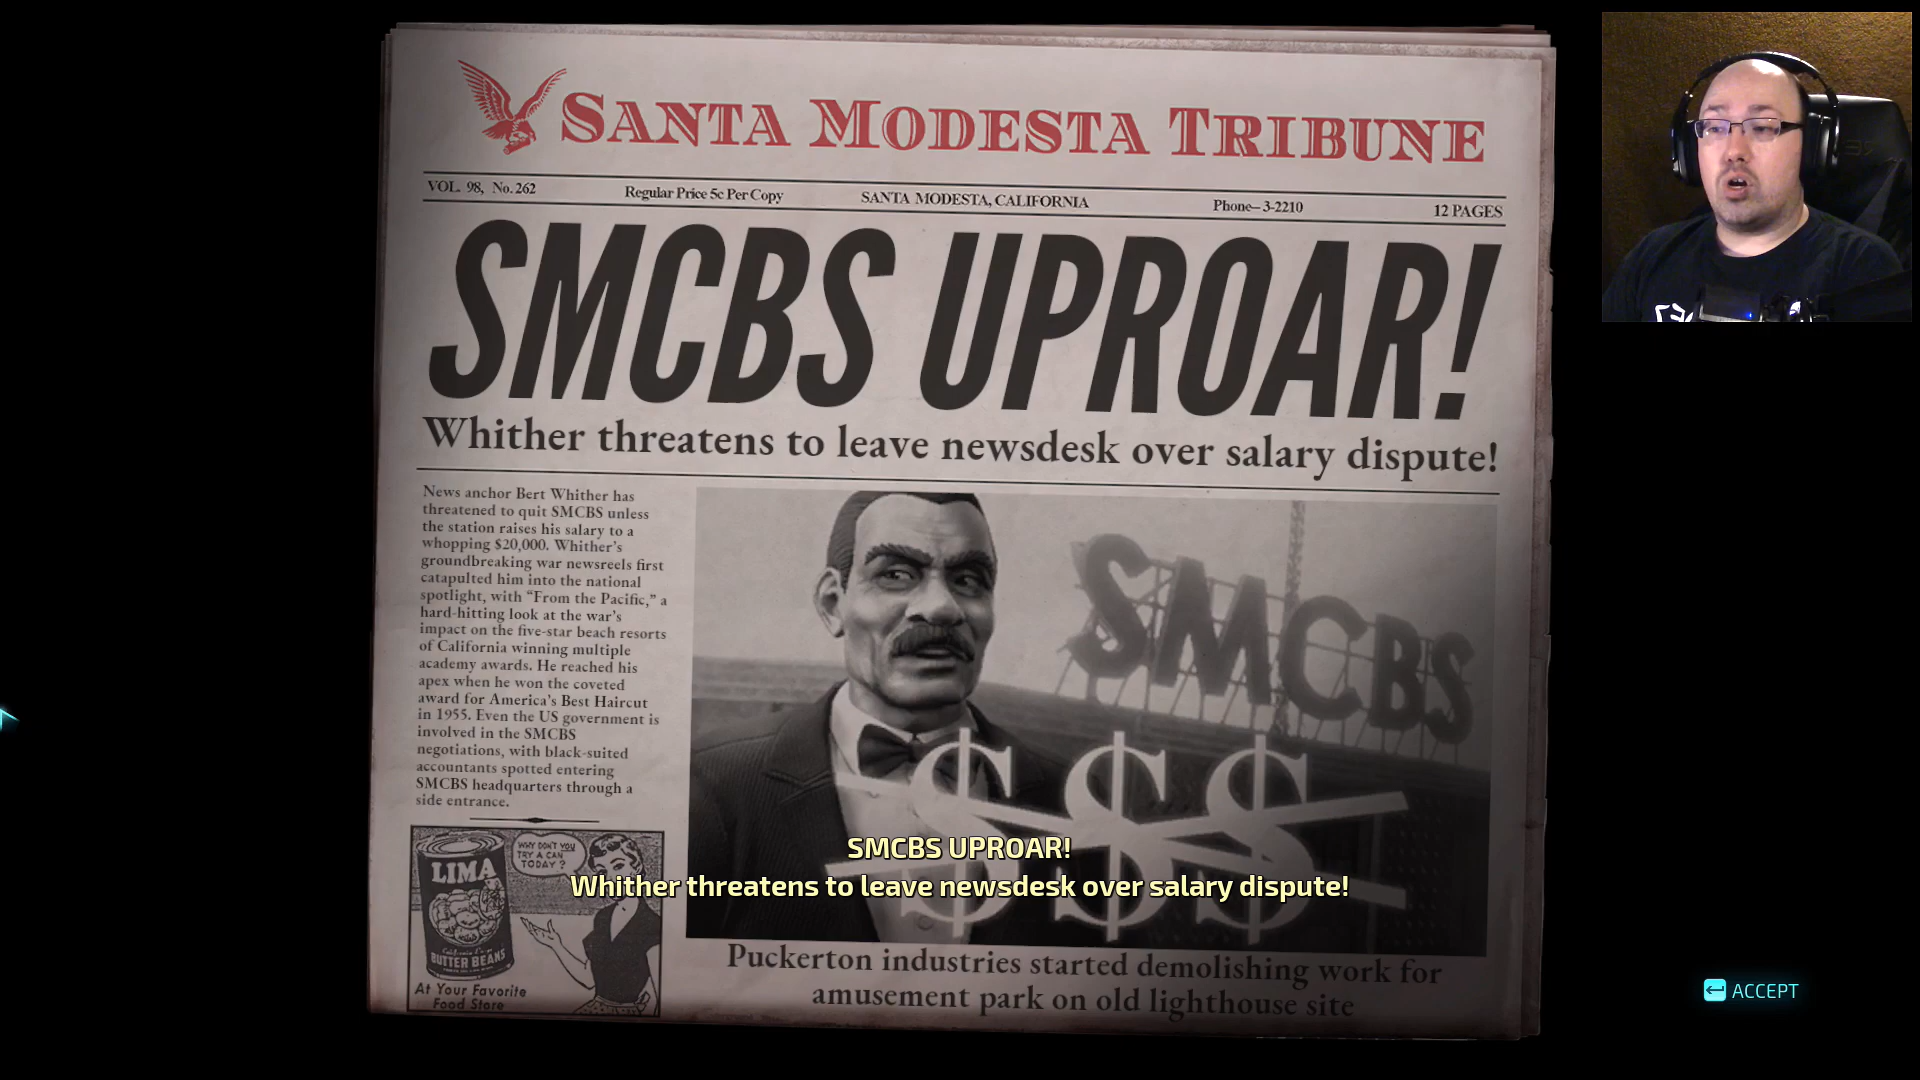 SANTA MODESTA TRIBUNE
VOL. 98, No. 262 Regular Price 5c Per Copy SANTA MODESTA, CALIFORNIA Phone—3-2210 12 PAGES
SMCBS UPROAR!
Whither threatens to leave newsdesk over salary dispute!
News anchor Bert Whither has
threatened to quit SMCBS unless
the station raises his salary to a
whopping $20,000. Whither's
groundbreaking war newsreels first
catapulted him into the national
spotlight, with “From the Pacific,” a
hard-hitting look at the war's
impact on the five-star beach resorts
of California winning multiple
academy awards. He reached his
apex when he won the coveted
award for America's Best Haircut
in 1955. Even the US government is
involved in the SMCBS
negotiations, with black-suited
accountants spotted entering
SMCBS headquarters through a
side entrance.
SMCBS
$$$
WHY DON'T YOU
TRY A CAN
TODAY?
LIMA
BUTTER BEANS
At Your Favorite
Food Store
SMCBS UPROAR!
Whither threatens to leave newsdesk over salary dispute!
Puckerton industries started demolishing work for
amusement park on old lighthouse site
ACCEPT